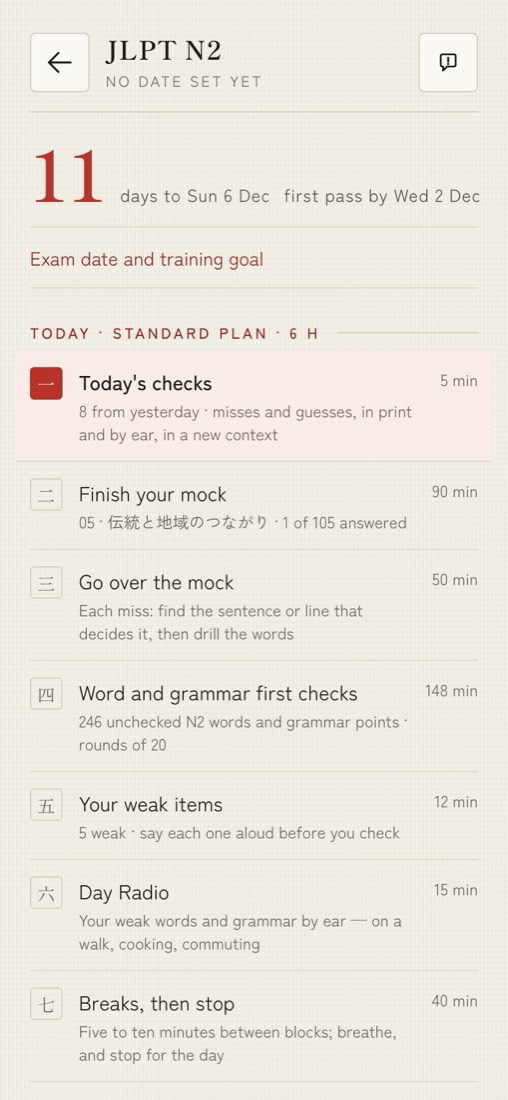 JLPT N2
NO DATE SET YET
11 days to Sun 6 Dec first pass by Wed 2 Dec
Exam date and training goal
TODAY · STANDARD PLAN · 6 H
一 Today's checks 5 min
8 from yesterday · misses and guesses, in print
and by ear, in a new context
二 Finish your mock 90 min
05 · 伝統と地域のつながり · 1 of 105 answered
三 Go over the mock 50 min
Each miss: find the sentence or line that
decides it, then drill the words
四 Word and grammar first checks 148 min
246 unchecked N2 words and grammar points ·
rounds of 20
五 Your weak items 12 min
5 weak · say each one aloud before you check
六 Day Radio 15 min
Your weak words and grammar by ear — on a
walk, cooking, commuting
七 Breaks, then stop 40 min
Five to ten minutes between blocks; breathe,
and stop for the day